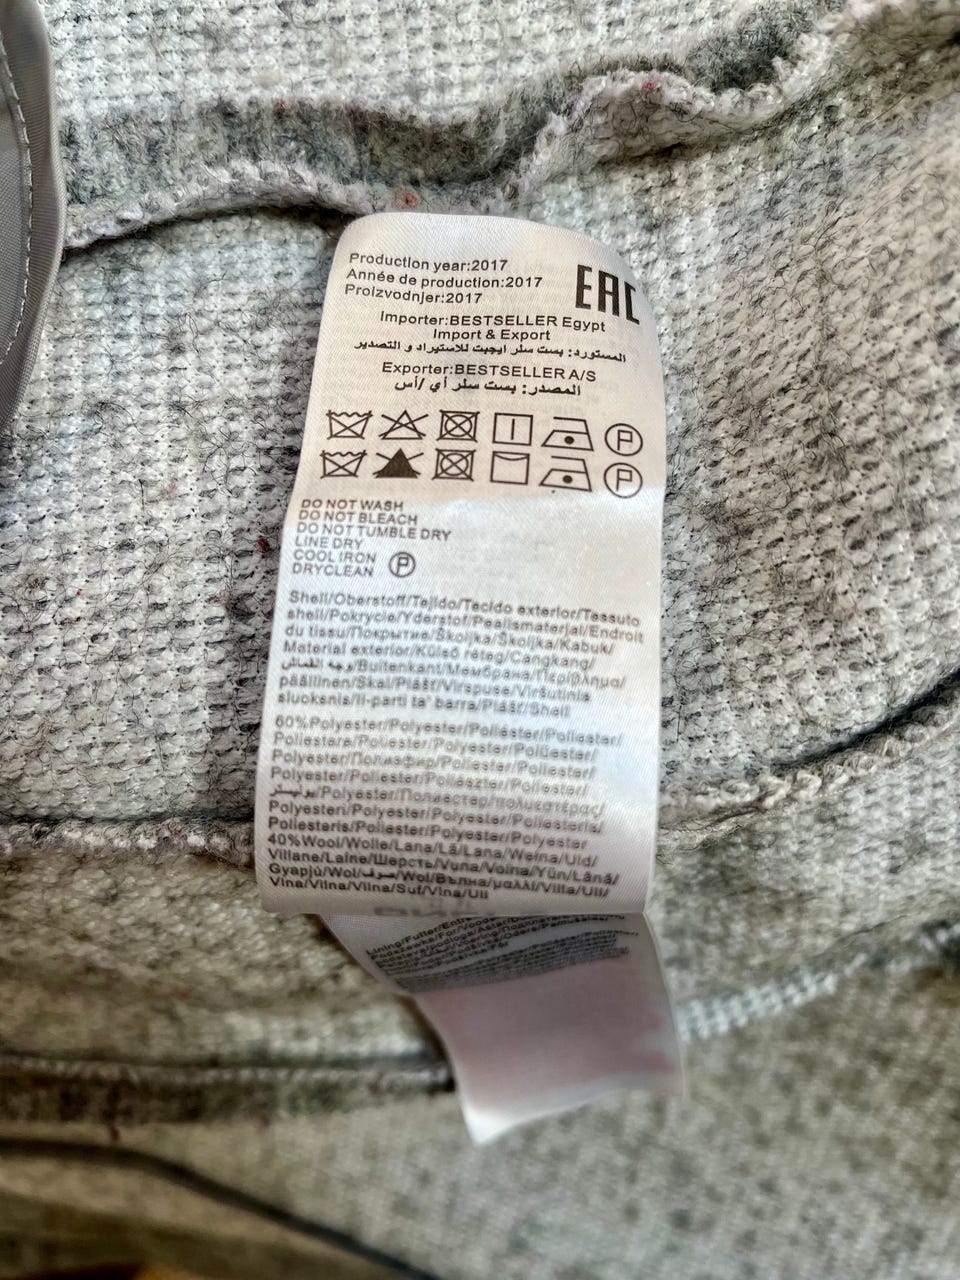 Production year:2017
Année de production:2017
Proizvodnjer:2017
EAC
Importer:BESTSELLER Egypt
Import & Export
المستورد: بست سلر ايجبت للاستيراد و التصدير
Exporter:BESTSELLER A/S
المصدر: بست سلر أي /أس
P
P
DO NOT WASH
DO NOT BLEACH
DO NOT TUMBLE DRY
LINE DRY
COOL IRON
DRYCLEAN P
Shell/Oberstoff/Tejido/Tecido exterior/Tessuto
shell/Pokrycie/Yderstof/Pealismaterjal/Endroit
du tissu/Покрытие/Školjka/Školjka/Kabuk/
Material exterior/Külső réteg/Cangkang/
وجه القماش/Buitenkant/Мембрана/Περίβλημα/
päällinen/Skal/Plášť/Virspuse/Viršutinis
sluoksnis/Il-parti ta' barra/Plášť/Shell
60%Polyester/Polyester/Poliéster/Poliéster/
Poliestere/Poliester/Polyester/Polüester/
Polyester/Полиэфир/Poliester/Poliester/
Polyester/Poliester/Poliészter/Poliester/
بوليستر/Polyester/Полиестер/πολυεστέρας/
Polyesteri/Polyester/Polyester/Poliesteris/
Poliesteris/Poliester/Polyester/Polyester
40%Wool/Wolle/Lana/Lã/Lana/Wełna/Uld/
Villane/Laine/Шерсть/Vuna/Volna/Yün/Lână/
Gyapjú/Wol/صوف/Wol/Вълна/μαλλί/Villa/Ull/
Vlna/Vilna/Vilna/Suf/Vlna/Ull
Lining/Futter/